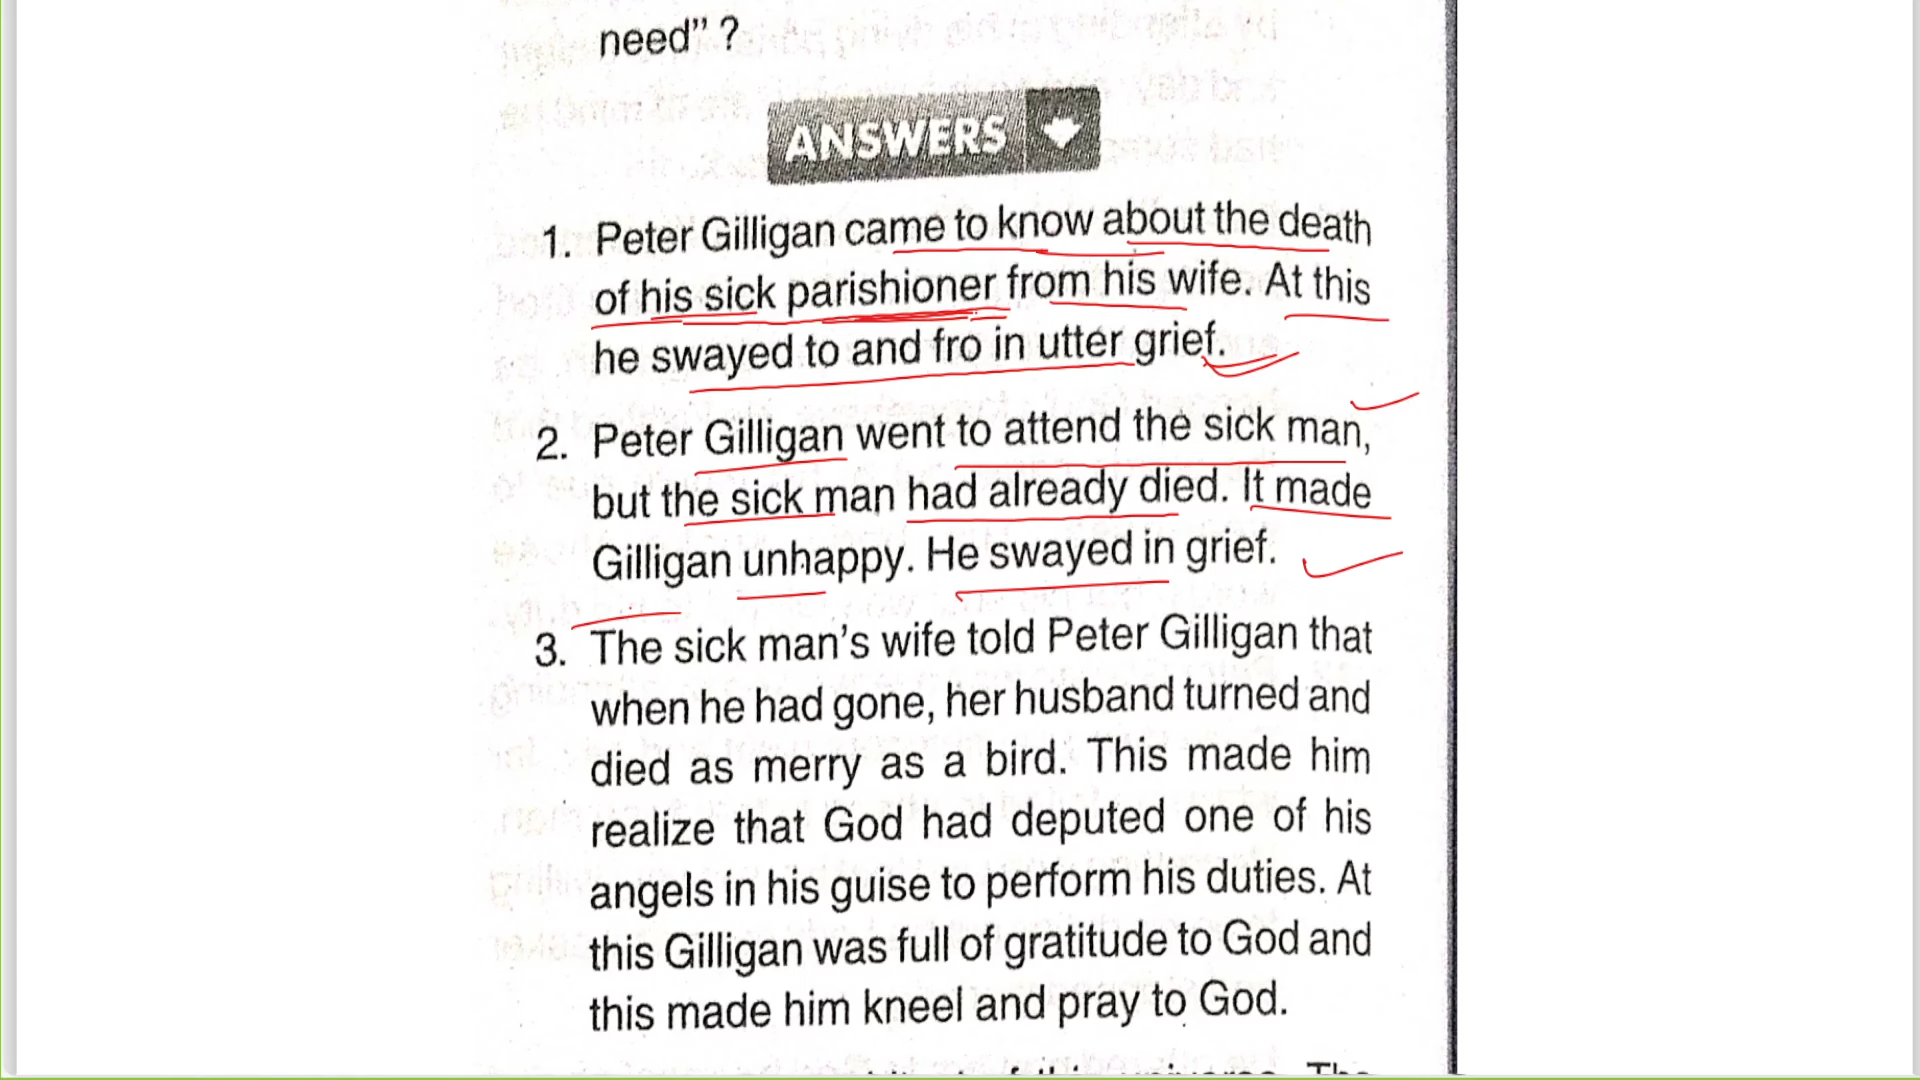 need” ?
ANSWERS
1. Peter Gilligan came to know about the death
of his sick parishioner from his wife. At this
he swayed to and fro in utter grief.
2. Peter Gilligan went to attend the sick man,
but the sick man had already died. It made
Gilligan unhappy. He swayed in grief.
3. The sick man’s wife told Peter Gilligan that
when he had gone, her husband turned and
died as merry as a bird. This made him
realize that God had deputed one of his
angels in his guise to perform his duties. At
this Gilligan was full of gratitude to God and
this made him kneel and pray to God.